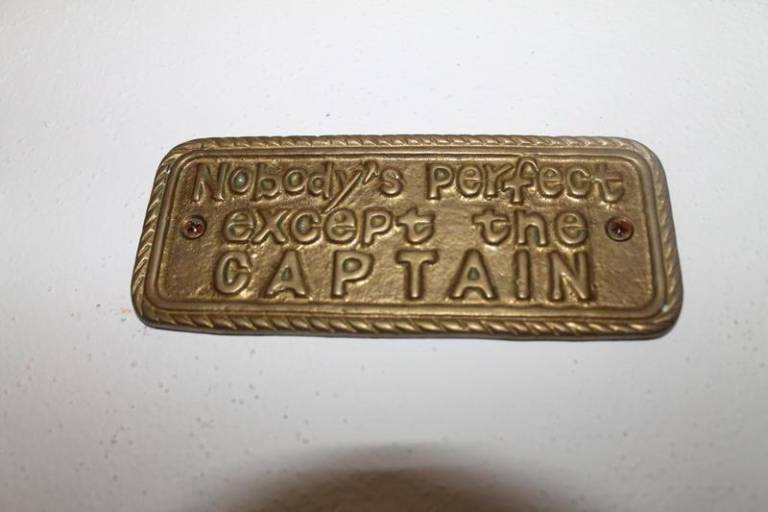 Nobody's perfect
except the
CAPTAIN